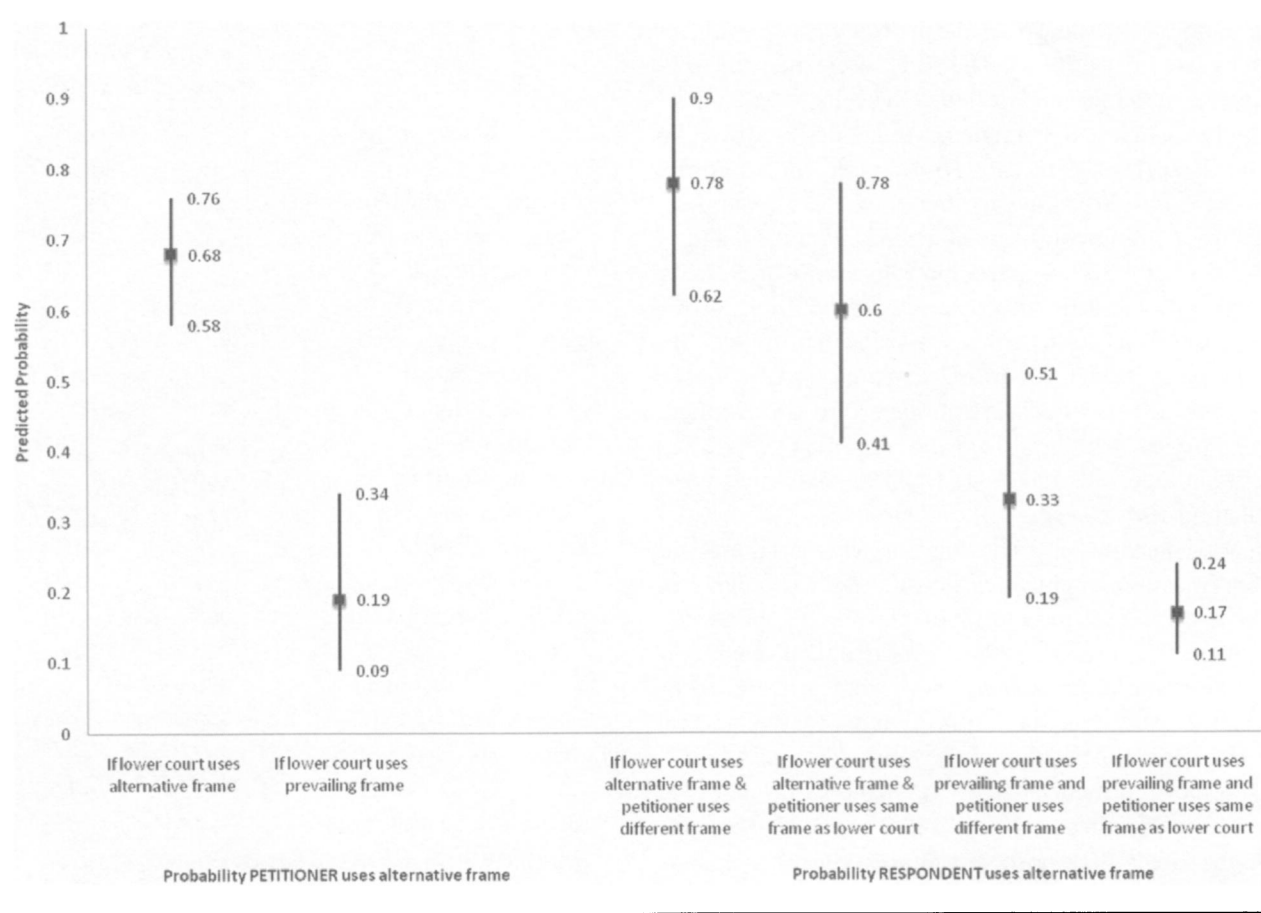 1
0.9
0.8
0.7
0.6
0.5
0.4
0.3
0.2
0.1
0
Predicted Probability
0.76
0.68
0.58
0.34
0.19
0.09
0.9
0.78
0.62
0.78
0.6
0.41
0.51
0.33
0.19
0.24
0.17
0.11
If lower court uses
alternative frame
If lower court uses
prevailing frame
If lower court uses
alternative frame &
petitioner uses
different frame
If lower court uses
alternative frame &
petitioner uses same
frame as lower court
If lower court uses
prevailing frame and
petitioner uses
different frame
If lower court uses
prevailing frame and
petitioner uses same
frame as lower court
Probability PETITIONER uses alternative frame
Probability RESPONDENT uses alternative frame